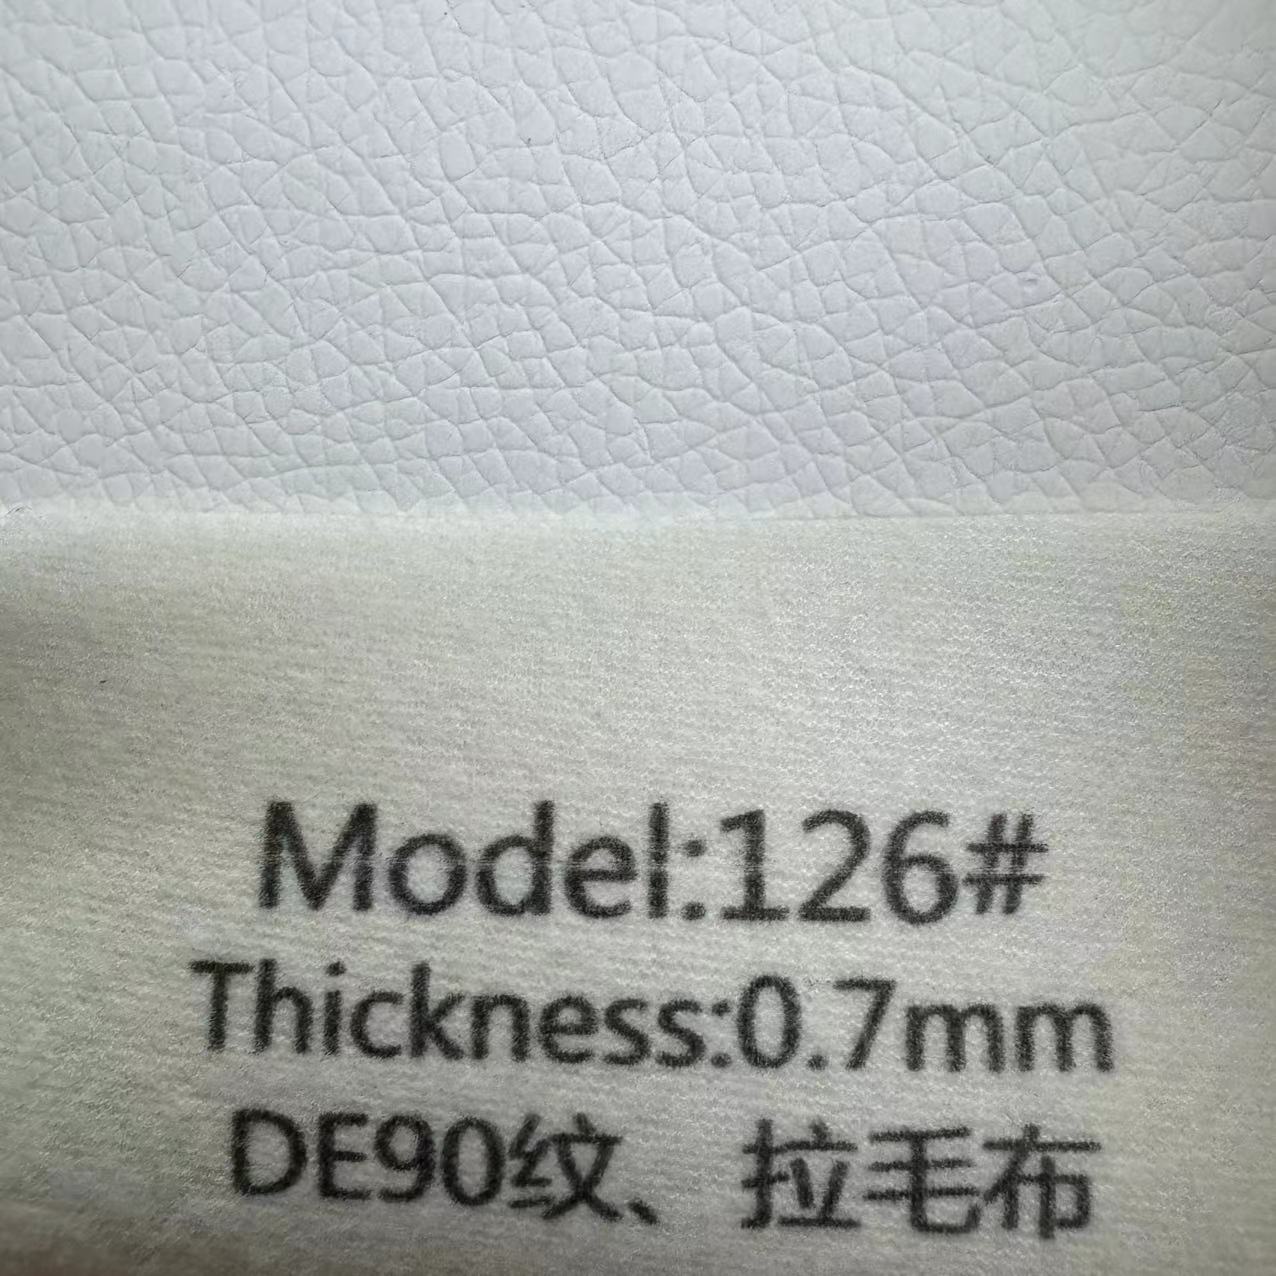 Model:126#
Thickness:0.7mm
DE90纹、拉毛布